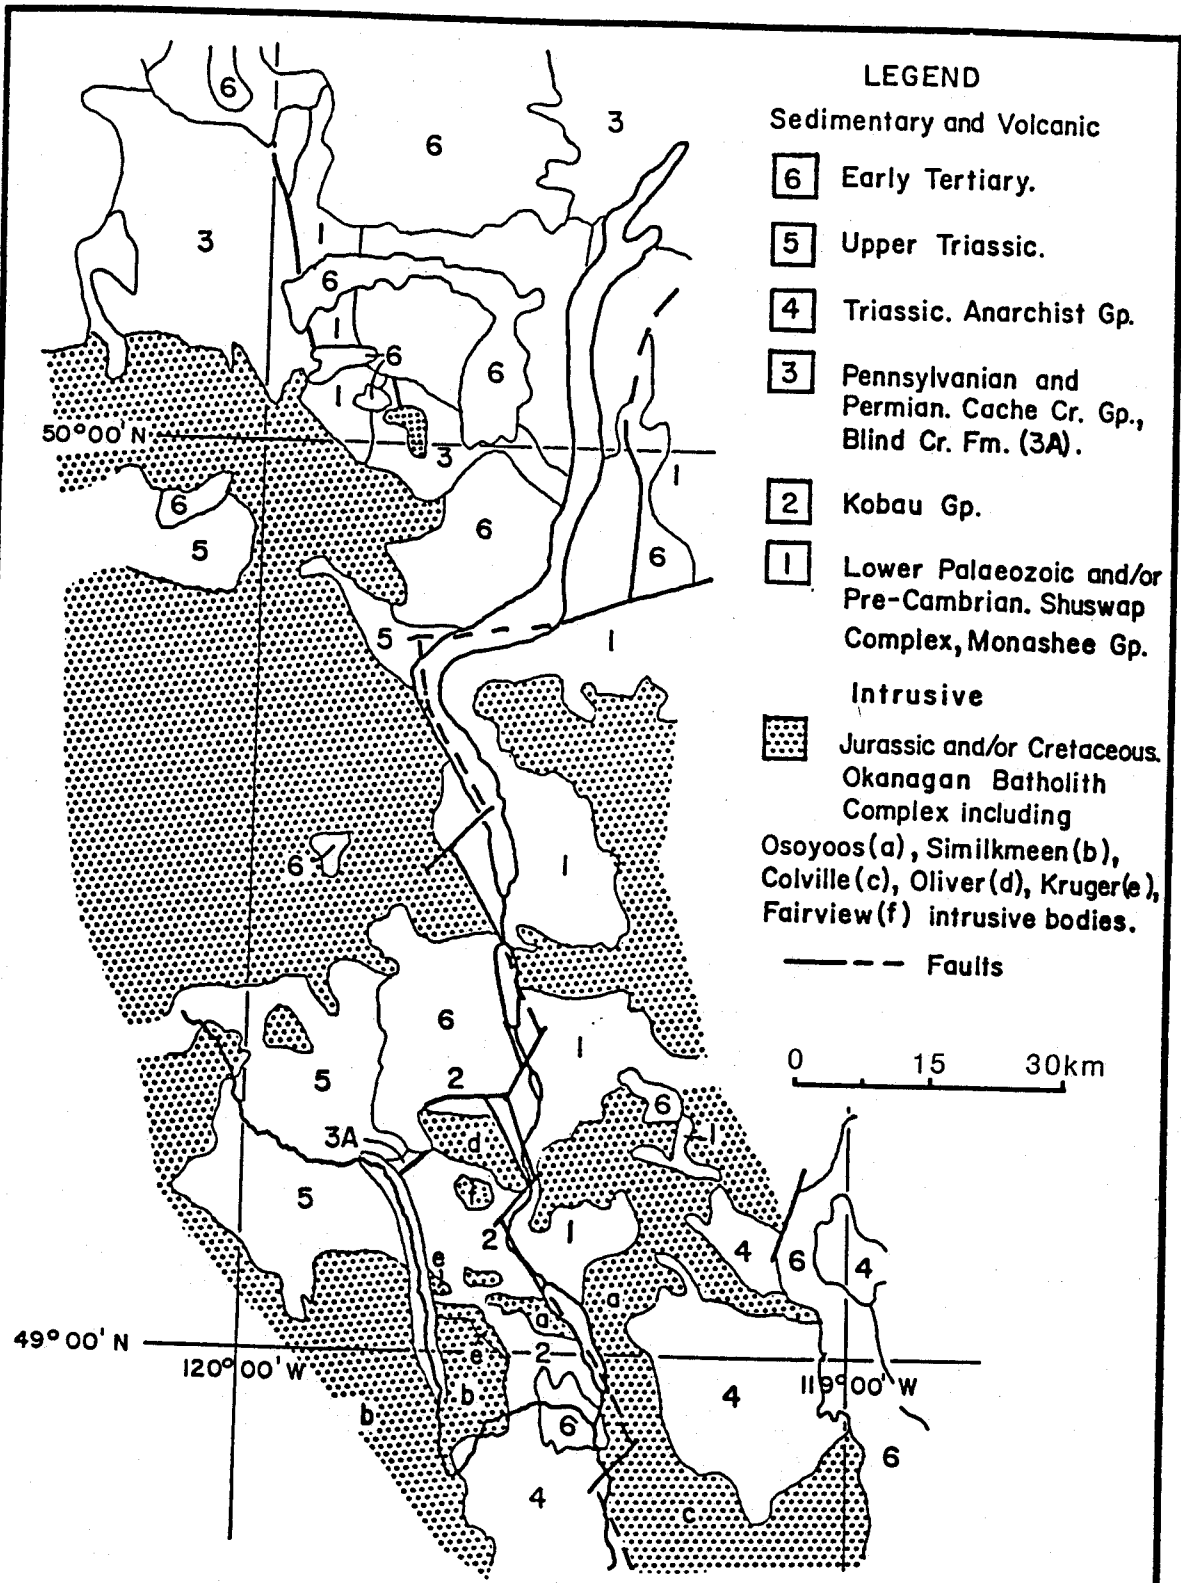 LEGEND
Sedimentary and Volcanic
6 Early Tertiary.
5 Upper Triassic.
4 Triassic. Anarchist Gp.
3 Pennsylvanian and
Permian. Cache Cr. Gp.,
Blind Cr. Fm. (3A).
2 Kobau Gp.
1 Lower Palaeozoic and/or
Pre-Cambrian. Shuswap
Complex, Monashee Gp.
Intrusive
Jurassic and/or Cretaceous.
Okanagan Batholith
Complex including
Osoyoos(a), Similkmeen(b),
Colville(c), Oliver(d), Kruger(e),
Fairview(f) intrusive bodies.
Faults
0 15 30km
6
3
6
3
1
6
1
6
6
1
50°00' N
3
1
6
6
5
6
5
1
6
1
6
5
2
1
6
3A
d
1
5
f
2
1
4
6
4
e
a
a
49°00' N
2
e
120°00' W
119°00' W
b
b
4
6
6
4
c